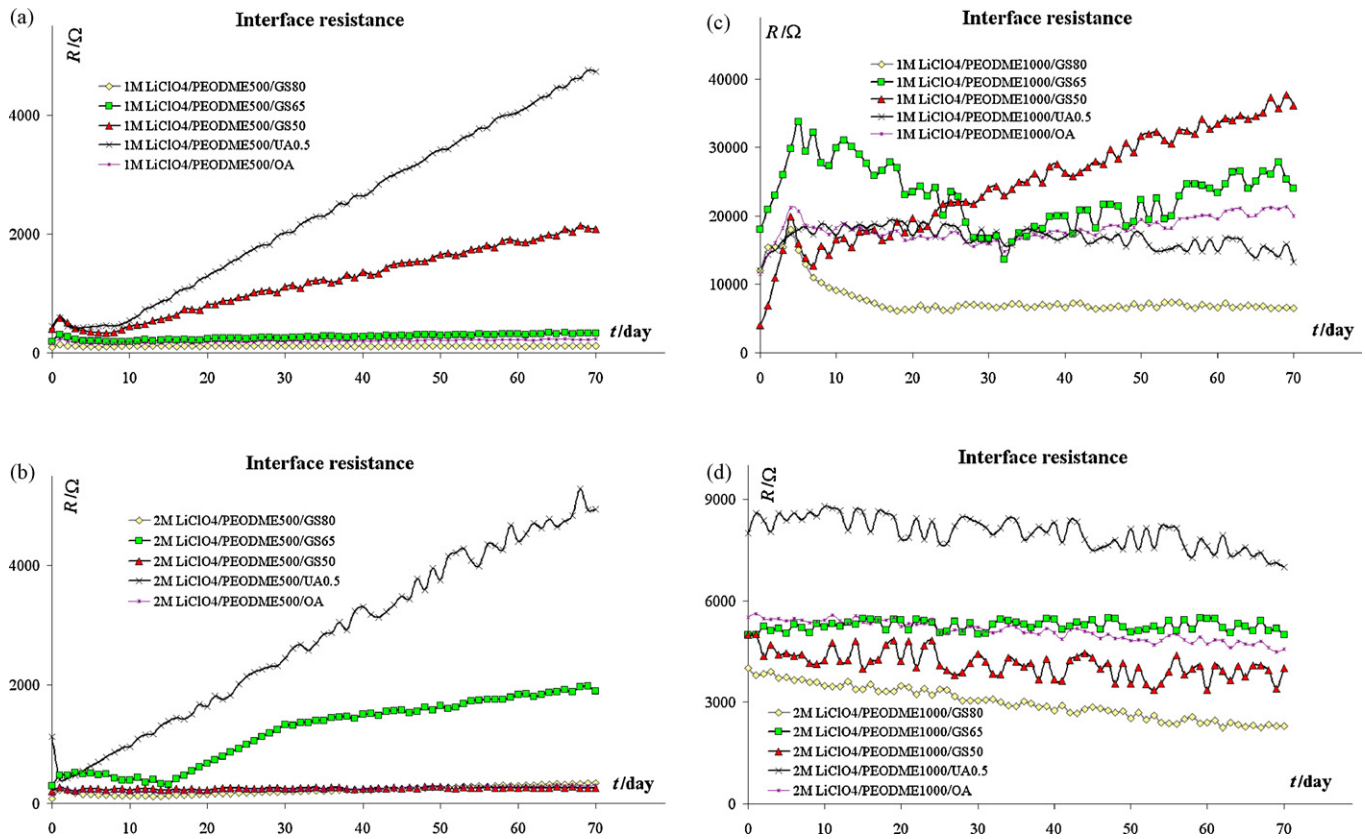 (a)
Interface resistance
R/Ω
1M LiClO4/PEODME500/GS80
1M LiClO4/PEODME500/GS65
1M LiClO4/PEODME500/GS50
1M LiClO4/PEODME500/UA0.5
1M LiClO4/PEODME500/OA
4000
2000
0
t/day
0 10 20 30 40 50 60 70
(c)
Interface resistance
R/Ω
1M LiClO4/PEODME1000/GS80
1M LiClO4/PEODME1000/GS65
1M LiClO4/PEODME1000/GS50
1M LiClO4/PEODME1000/UA0.5
1M LiClO4/PEODME1000/OA
40000
30000
20000
10000
0
t/day
0 10 20 30 40 50 60 70
(b)
Interface resistance
R/Ω
2M LiClO4/PEODME500/GS80
2M LiClO4/PEODME500/GS65
2M LiClO4/PEODME500/GS50
2M LiClO4/PEODME500/UA0.5
2M LiClO4/PEODME500/OA
4000
2000
0
t/day
0 10 20 30 40 50 60 70
(d)
Interface resistance
R/Ω
9000
6000
3000
0
2M LiClO4/PEODME1000/GS80
2M LiClO4/PEODME1000/GS65
2M LiClO4/PEODME1000/GS50
2M LiClO4/PEODME1000/UA0.5
2M LiClO4/PEODME1000/OA
t/day
0 10 20 30 40 50 60 70